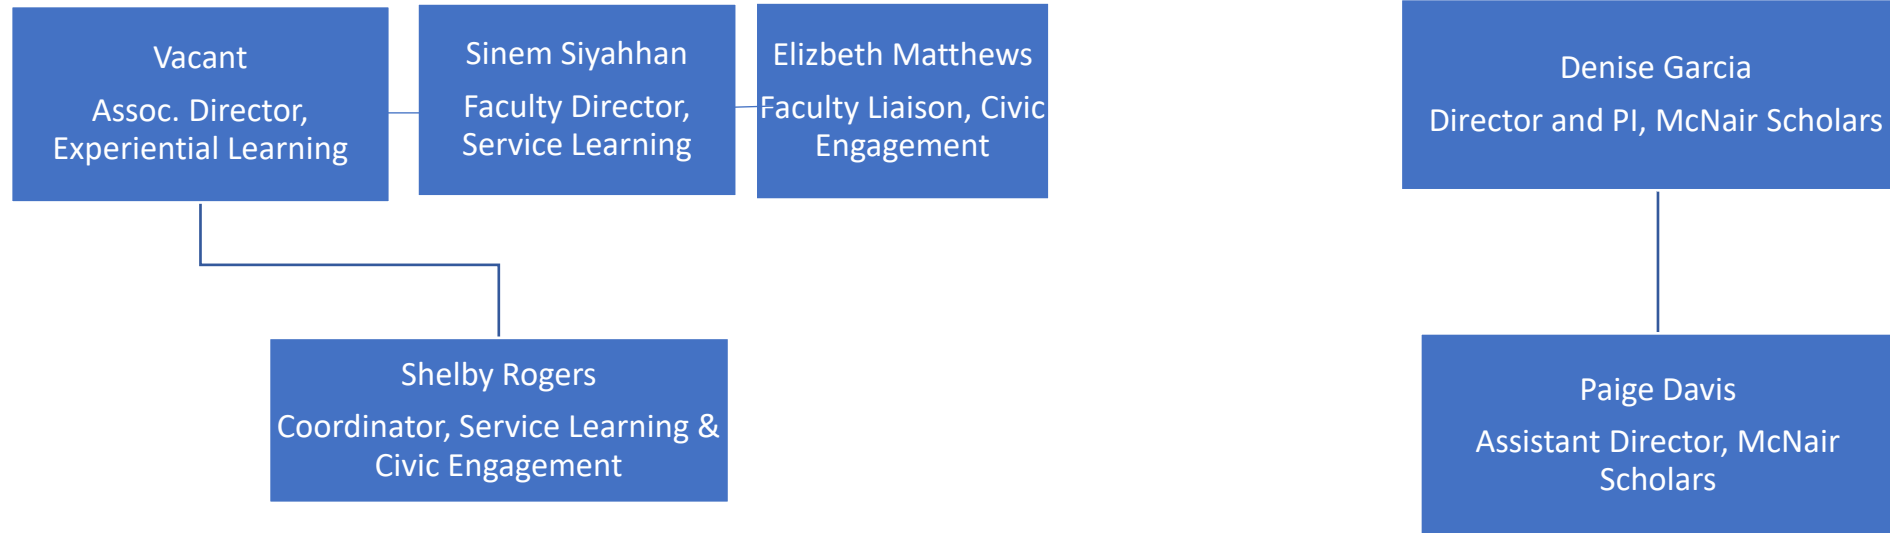 Vacant
Assoc. Director,
Experiential Learning
Sinem Siyahhan
Faculty Director,
Service Learning
Elizbeth Matthews
Faculty Liaison, Civic
Engagement
Denise Garcia
Director and PI, McNair Scholars
Shelby Rogers
Coordinator, Service Learning &
Civic Engagement
Paige Davis
Assistant Director, McNair
Scholars